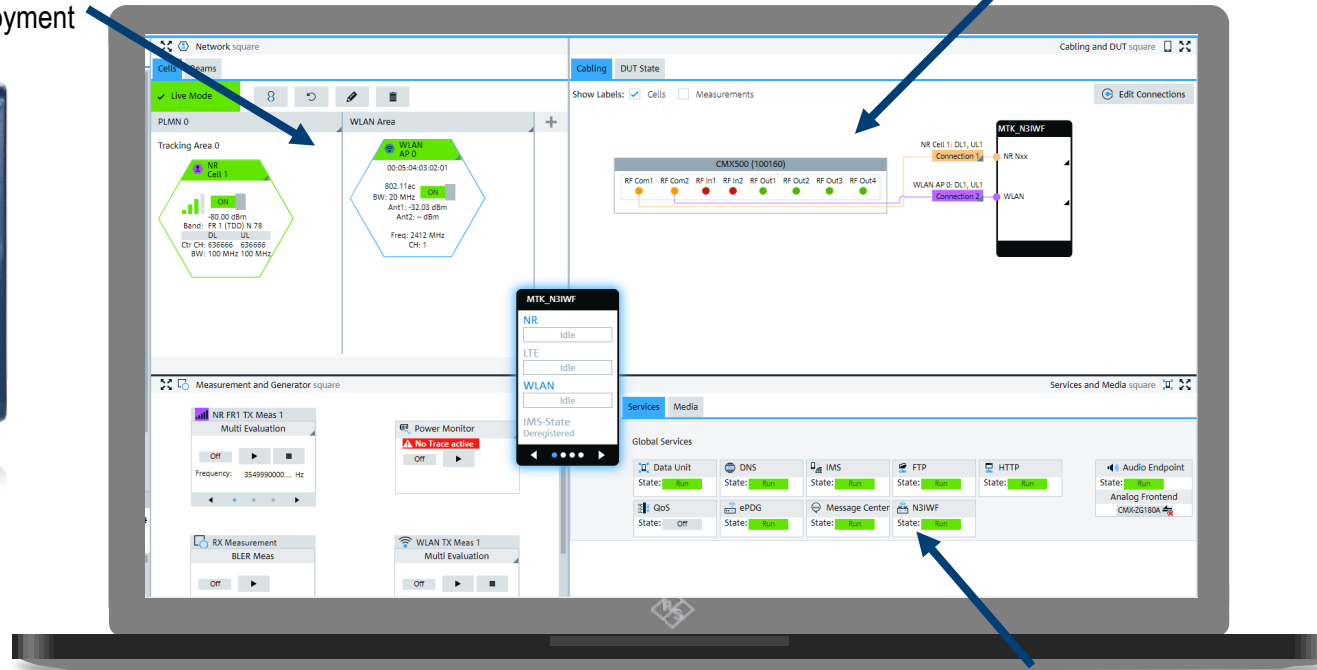 oyment
Network square
Cabling and DUT square
Cells Beams
Cabling DUT State
Live Mode
Show Labels: Cells Measurements
Edit Connections
PLMN 0
WLAN Area
Tracking Area 0
NR
Cell 1
ON
-80.00 dBm
Band: FR 1 (TDD) N 78
DL UL
Ctr CH: 636666 636666
BW: 100 MHz 100 MHz
WLAN
AP 0
00:05:04:03:02:01
802.11ac
BW: 20 MHz
ON
Ant1: -32.03 dBm
Ant2: -- dBm
Freq: 2412 MHz
CH: 1
CMX500 (100160)
RF Com1 RF Com2 RF In1 RF In2 RF Out1 RF Out2 RF Out3 RF Out4
NR Cell 1: DL1, UL1
Connection 1
WLAN AP 0: DL1, UL1
Connection 2
MTK_N3IWF
NR Nxx
WLAN
MTK_N3IWF
NR
Idle
LTE
Idle
WLAN
Idle
IMS-State
Deregistered
Measurement and Generator square
NR FR1 TX Meas 1
Multi Evaluation
Off
Frequency: 3549990000.... Hz
Power Monitor
No Trace active
Off
RX Measurement
BLER Meas
Off
WLAN TX Meas 1
Multi Evaluation
Off
Services and Media square
Services Media
Global Services
Data Unit
State: Run
DNS
State: Run
IMS
State: Run
FTP
State: Run
HTTP
State: Run
Audio Endpoint
State: Run
Analog Frontend
CMX-ZG180A
QoS
State: Off
ePDG
State: Run
Message Center
State: Run
N3IWF
State: Run
R&S